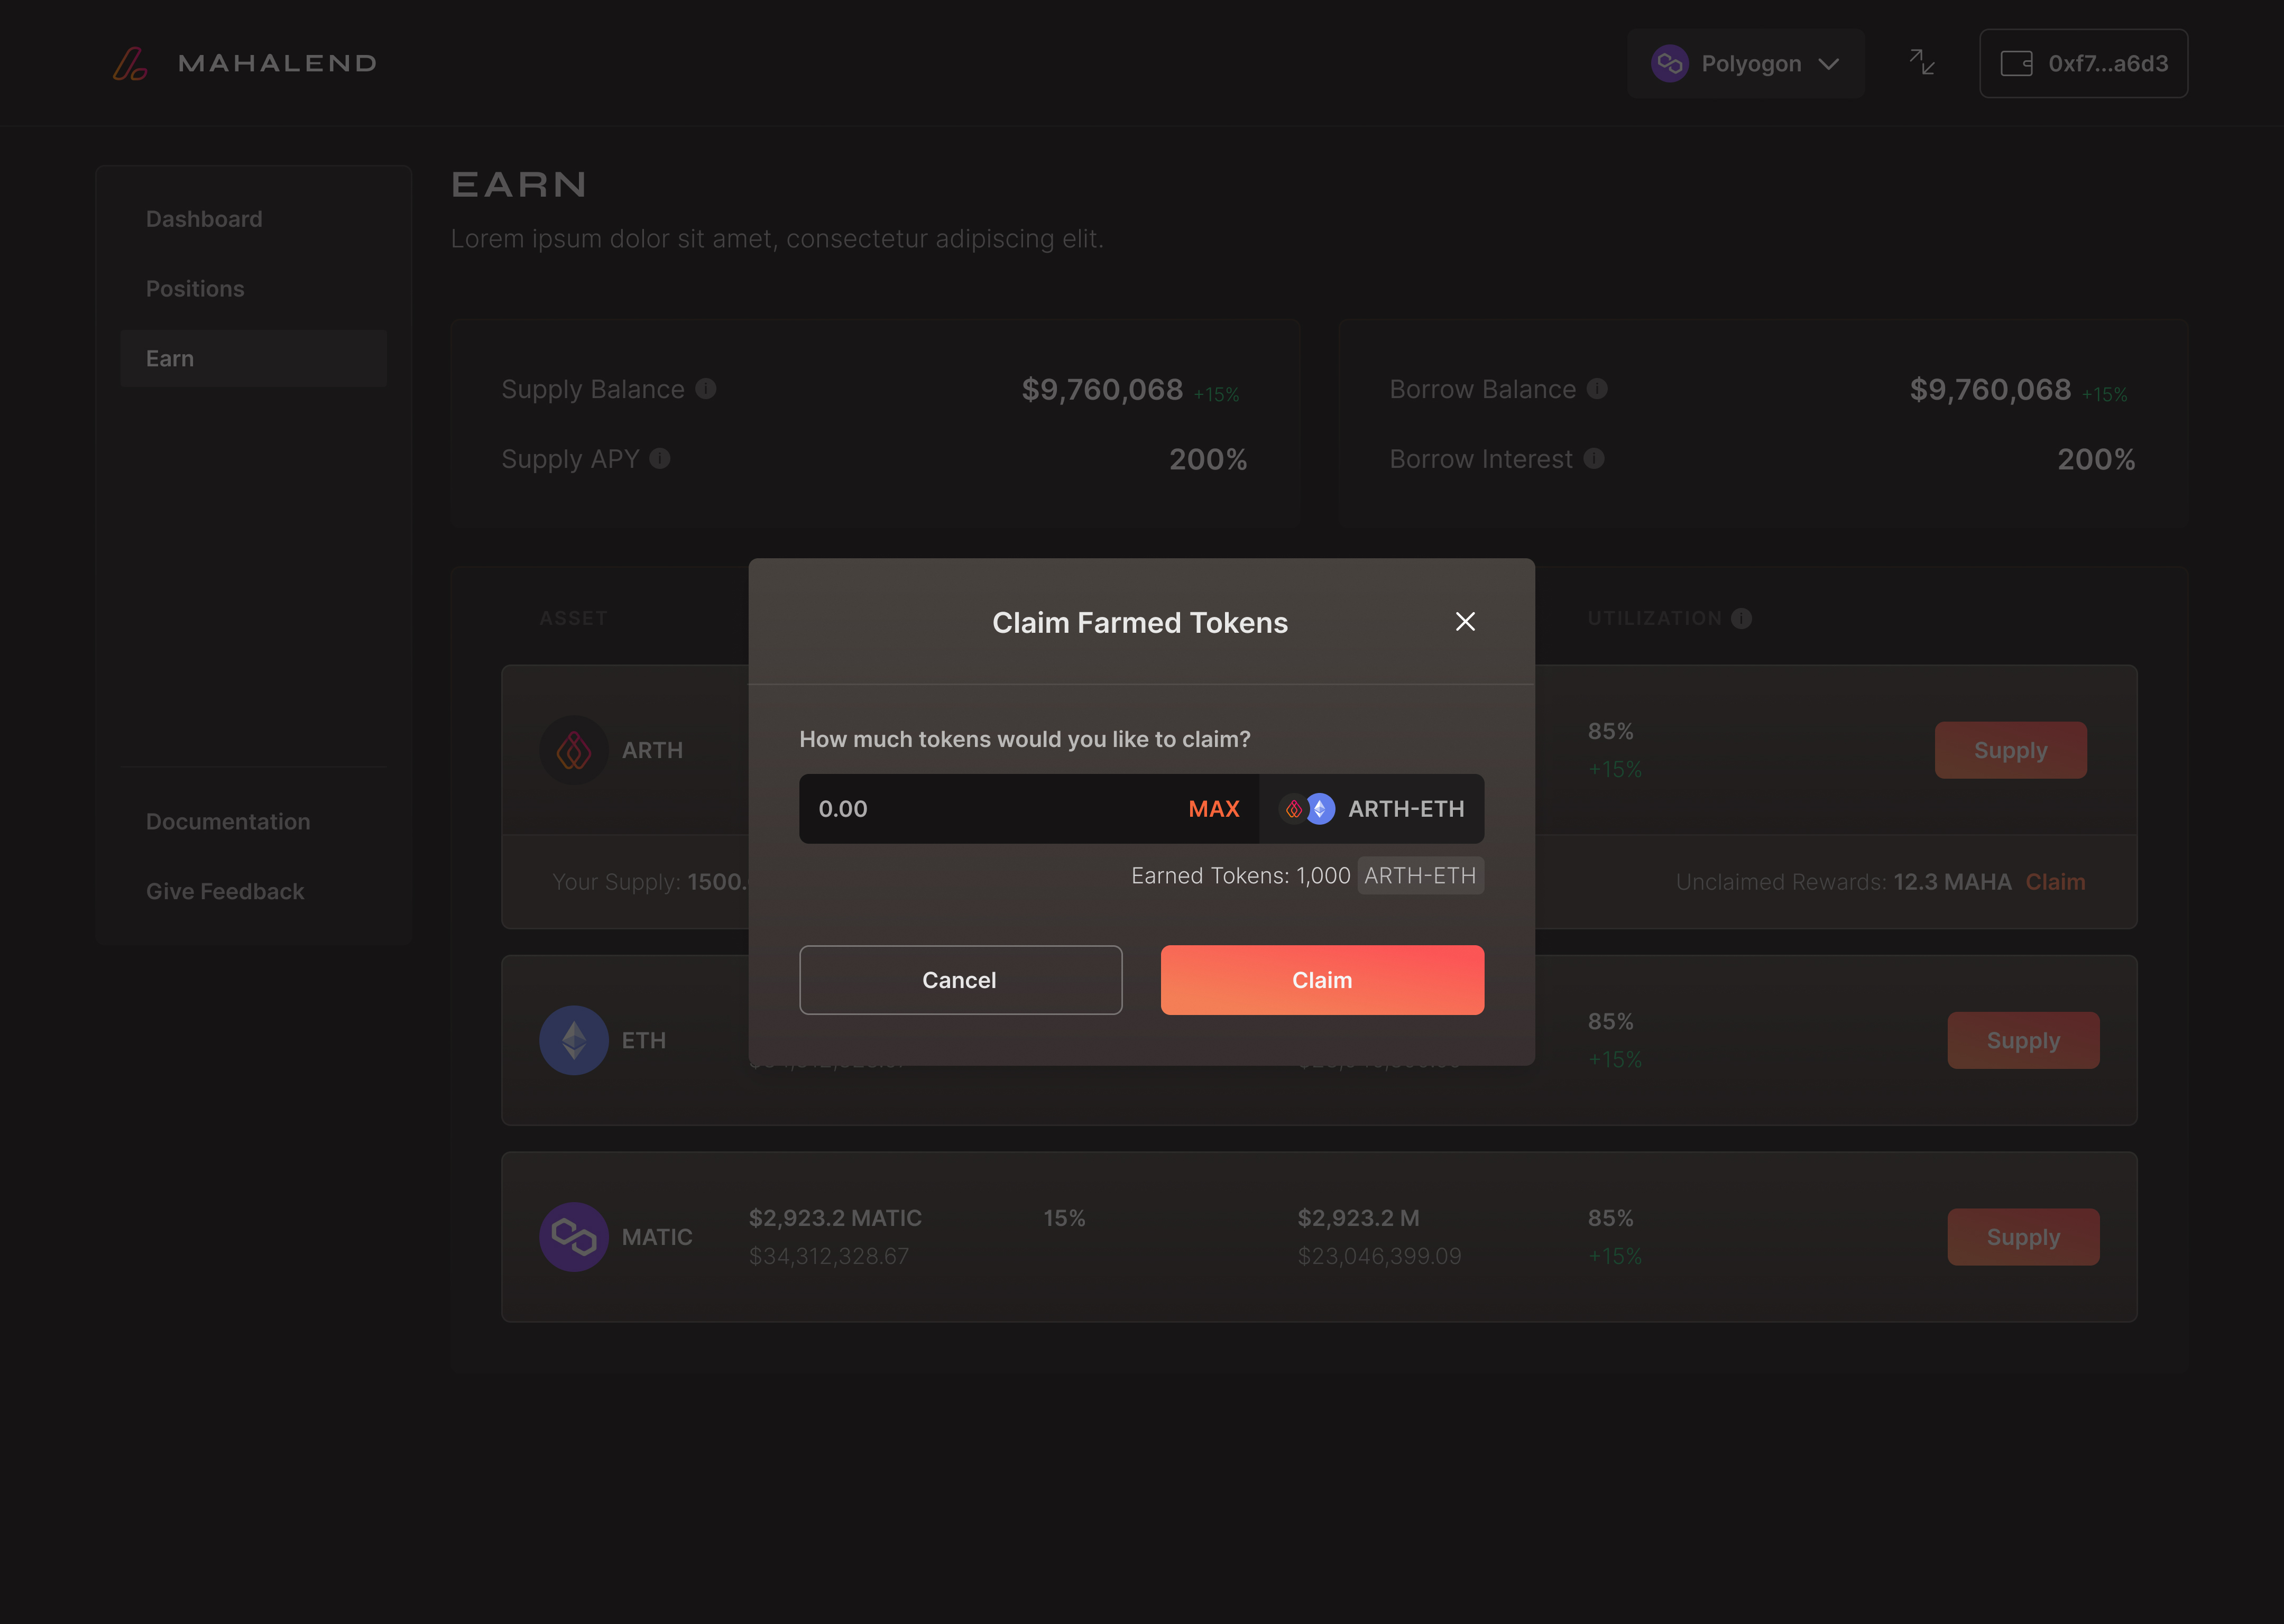 MAHALEND
Polyogon
0xf7...a6d3
Dashboard
Positions
Earn
Documentation
Give Feedback
EARN
Lorem ipsum dolor sit amet, consectetur adipiscing elit.
Supply Balance $9,760,068 +15%
Supply APY 200%
Borrow Balance $9,760,068 +15%
Borrow Interest 200%
ASSET UTILIZATION
ARTH 85% Supply
+15%
Your Supply: 1500. Unclaimed Rewards: 12.3 MAHA Claim
ETH 85% Supply
+15%
MATIC $2,923.2 MATIC 15% $2,923.2 M 85% Supply
$34,312,328.67 $23,046,399.09 +15%
Claim Farmed Tokens
How much tokens would you like to claim?
0.00 MAX ARTH-ETH
Earned Tokens: 1,000 ARTH-ETH
Cancel Claim